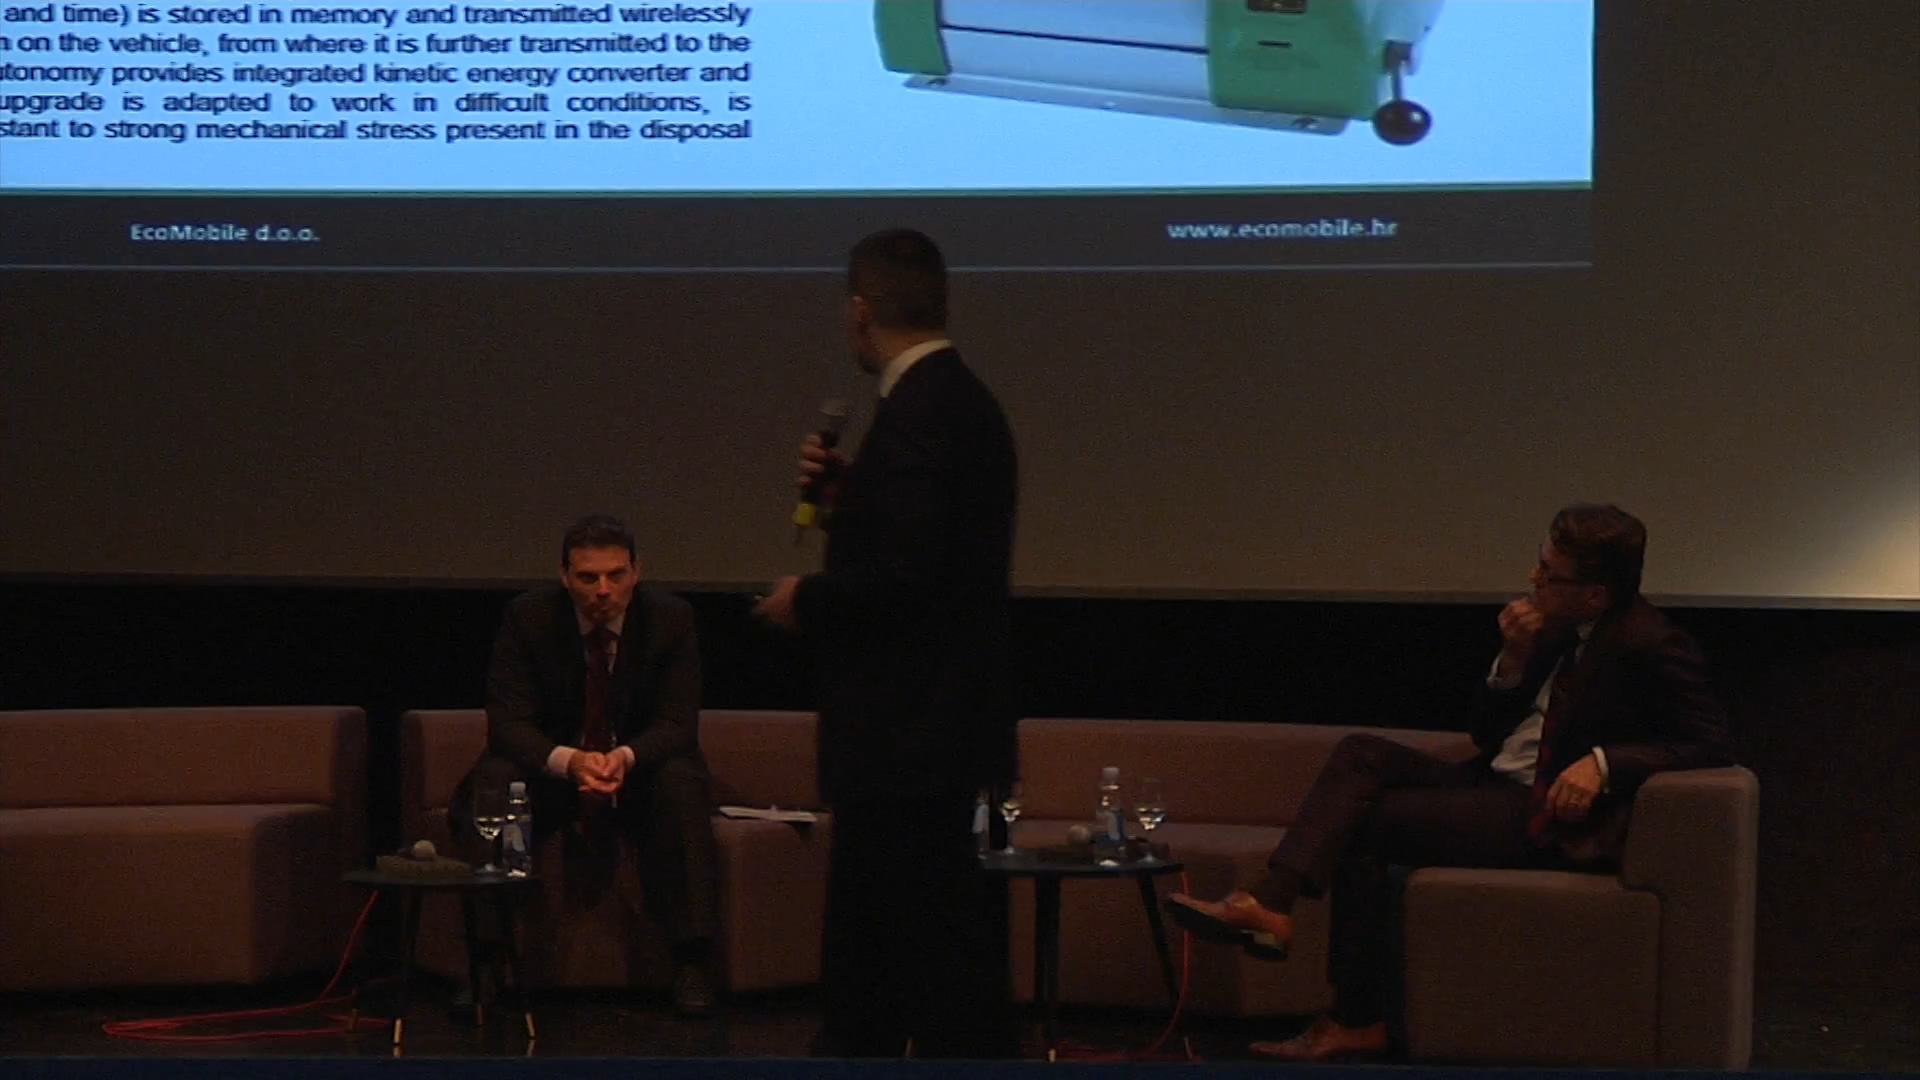 and time) is stored in memory and transmitted wirelessly
on the vehicle, from where it is further transmitted to the
provides integrated kinetic energy converter and
upgrade is adapted to work in difficult conditions, is
to strong mechanical stress present in the disposal
EcoMobile d.o.o.
www.ecomobile.hr